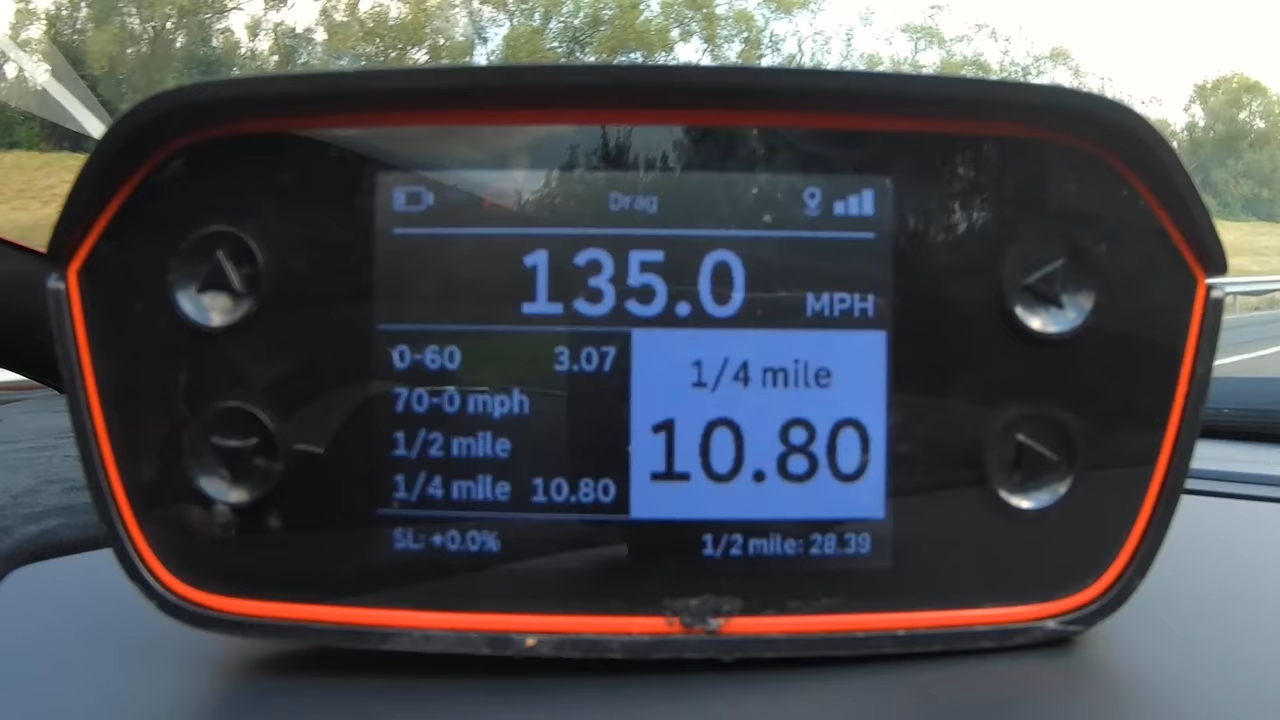 Drag
135.0 MPH
0-60 3.07
70-0 mph
1/2 mile
1/4 mile 10.80
1/4 mile
10.80
SL: +0.0%
1/2 mile: 28.39